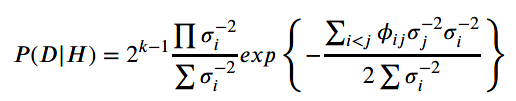 P(D|H) = 2^{k-1} \frac{\prod \sigma_i^{-2}}{\sum \sigma_i^{-2}} exp \left\{ -\frac{\sum_{i<j} \phi_{ij} \sigma_j^{-2} \sigma_i^{-2}}{2 \sum \sigma_i^{-2}} \right\}